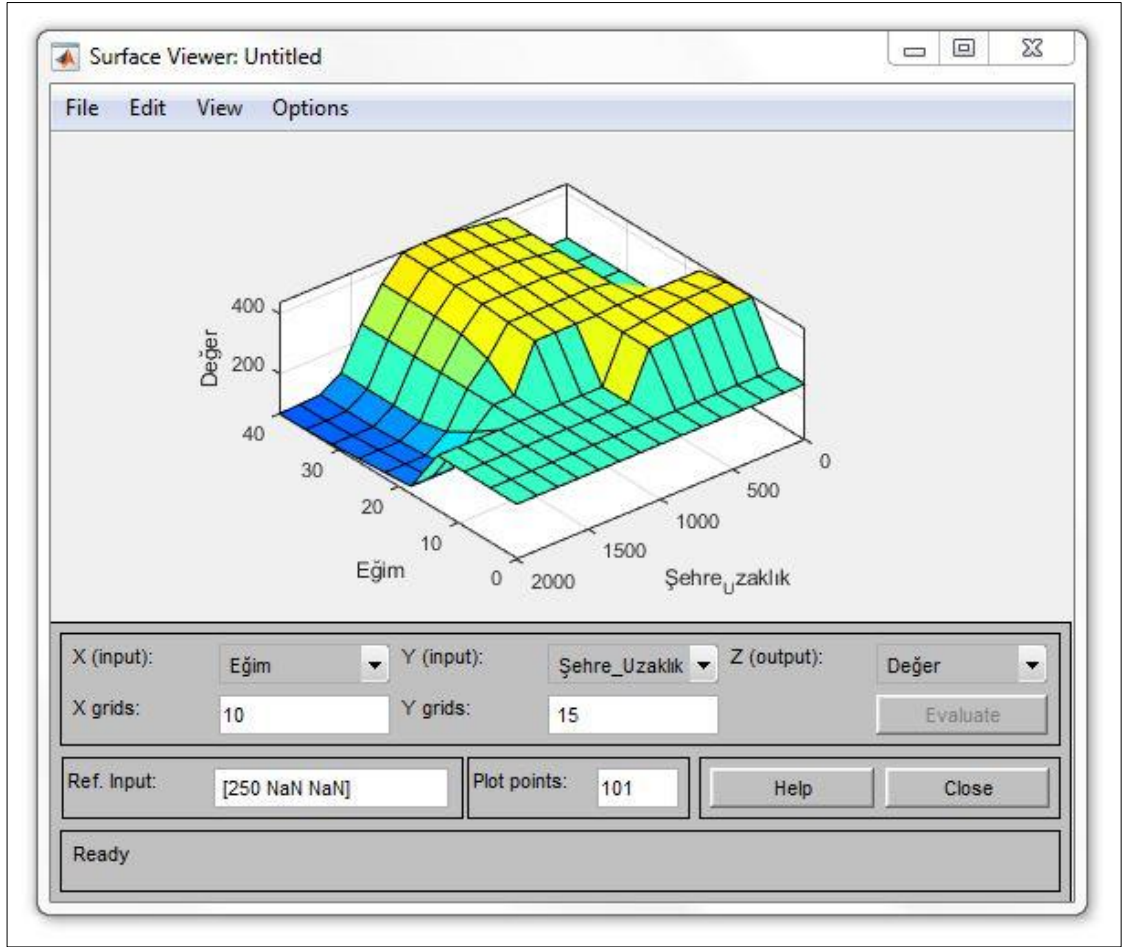 Surface Viewer: Untitled
File Edit View Options
400
200
Değer
40
30
20
10
0
Eğim
2000
1500
1000
500
0
Şehre_Uzaklık
X (input):
Eğim
Y (input):
Şehre_Uzaklık
Z (output):
Değer
X grids:
10
Y grids:
15
Evaluate
Ref. Input:
[250 NaN NaN]
Plot points:
101
Help
Close
Ready